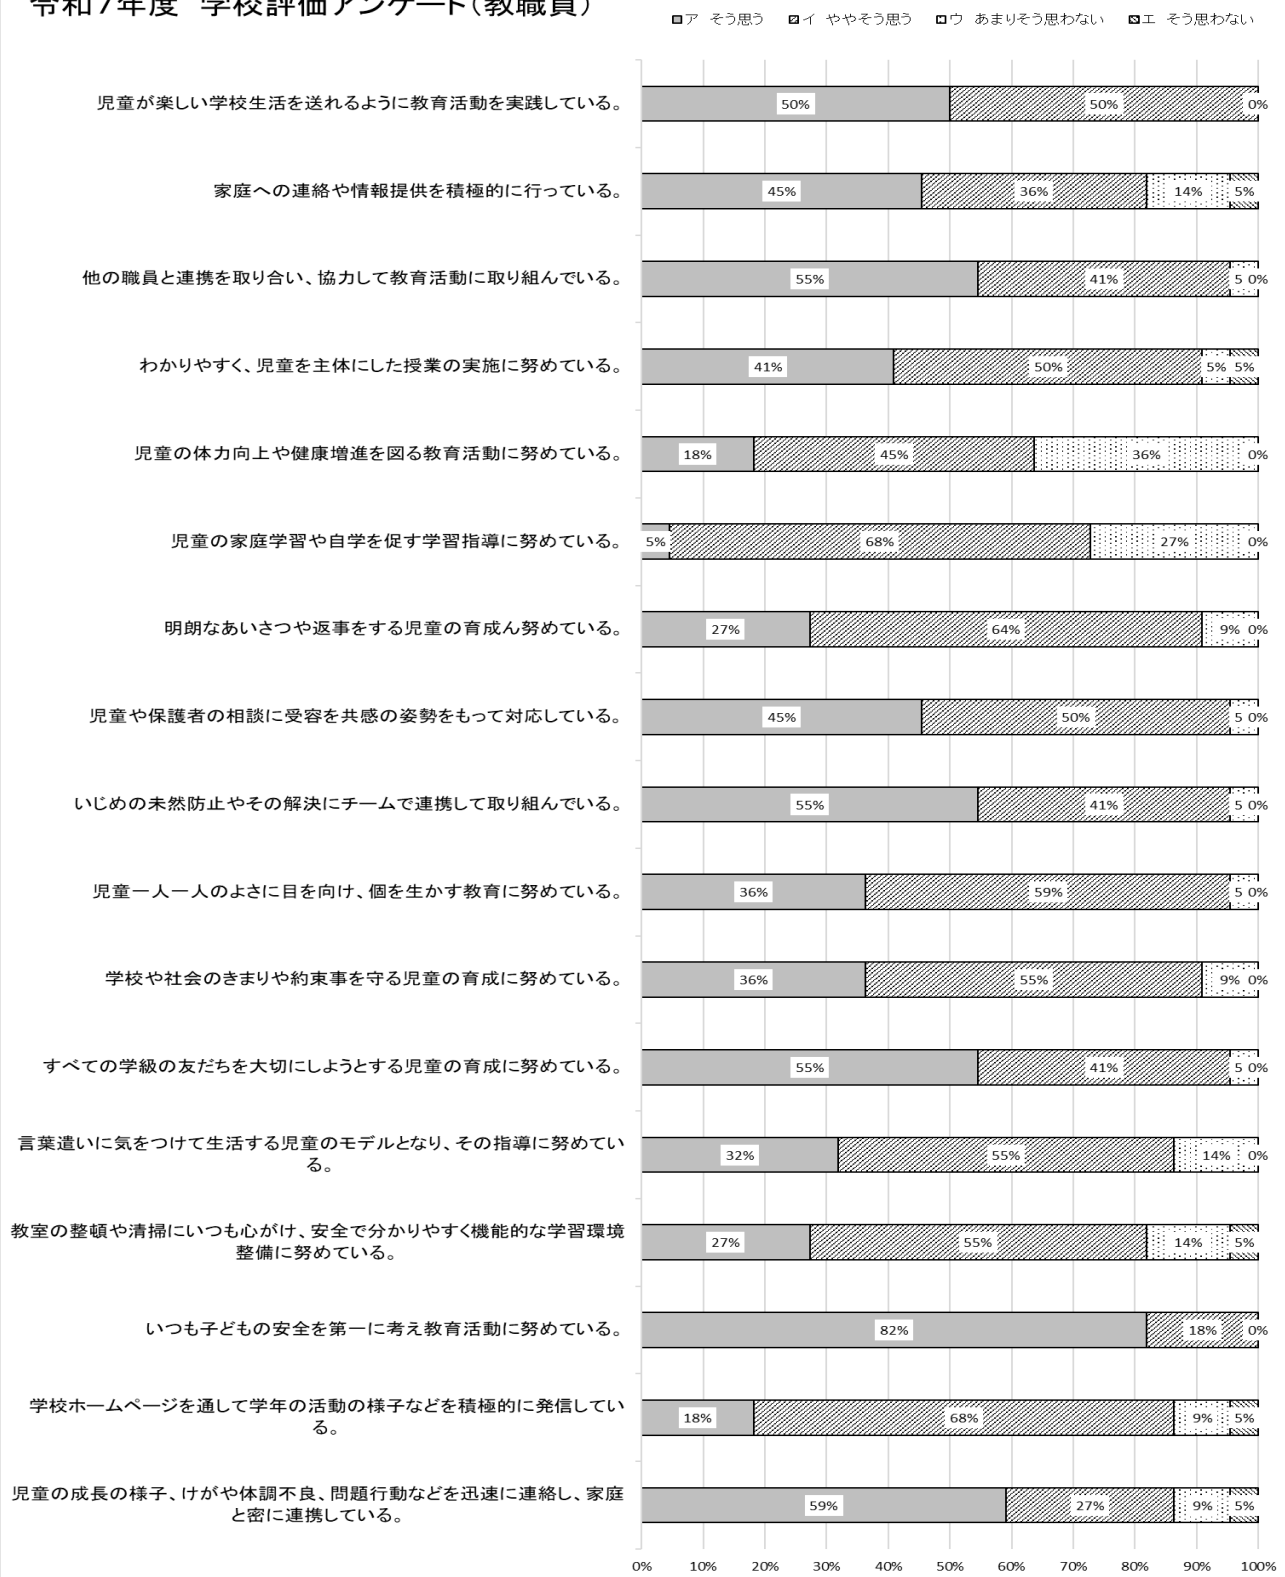 令和7年度 学校評価アンケート(教職員)
ア そう思う イ ややそう思う ウ あまりそう思わない エ そう思わない
児童が楽しい学校生活を送れるように教育活動を実践している。 50% 50% 0%
家庭への連絡や情報提供を積極的に行っている。 45% 36% 14% 5%
他の職員と連携を取り合い、協力して教育活動に取り組んでいる。 55% 41% 5 0%
わかりやすく、児童を主体にした授業の実施に努めている。 41% 50% 5% 5%
児童の体力向上や健康増進を図る教育活動に努めている。 18% 45% 36% 0%
児童の家庭学習や自学を促す学習指導に努めている。 5% 68% 27% 0%
明朗なあいさつや返事をする児童の育成ん努めている。 27% 64% 9% 0%
児童や保護者の相談に受容を共感の姿勢をもって対応している。 45% 50% 5 0%
いじめの未然防止やその解決にチームで連携して取り組んでいる。 55% 41% 5 0%
児童一人一人のよさに目を向け、個を生かす教育に努めている。 36% 59% 5 0%
学校や社会のきまりや約束事を守る児童の育成に努めている。 36% 55% 9% 0%
すべての学級の友だちを大切にしようとする児童の育成に努めている。 55% 41% 5 0%
言葉遣いに気をつけて生活する児童のモデルとなり、その指導に努めてい
る。 32% 55% 14% 0%
教室の整頓や清掃にいつも心がけ、安全で分かりやすく機能的な学習環境
整備に努めている。 27% 55% 14% 5%
いつも子どもの安全を第一に考え教育活動に努めている。 82% 18% 0%
学校ホームページを通して学年の活動の様子などを積極的に発信してい
る。 18% 68% 9% 5%
児童の成長の様子、けがや体調不良、問題行動などを迅速に連絡し、家庭
と密に連携している。 59% 27% 9% 5%
0% 10% 20% 30% 40% 50% 60% 70% 80% 90% 100%